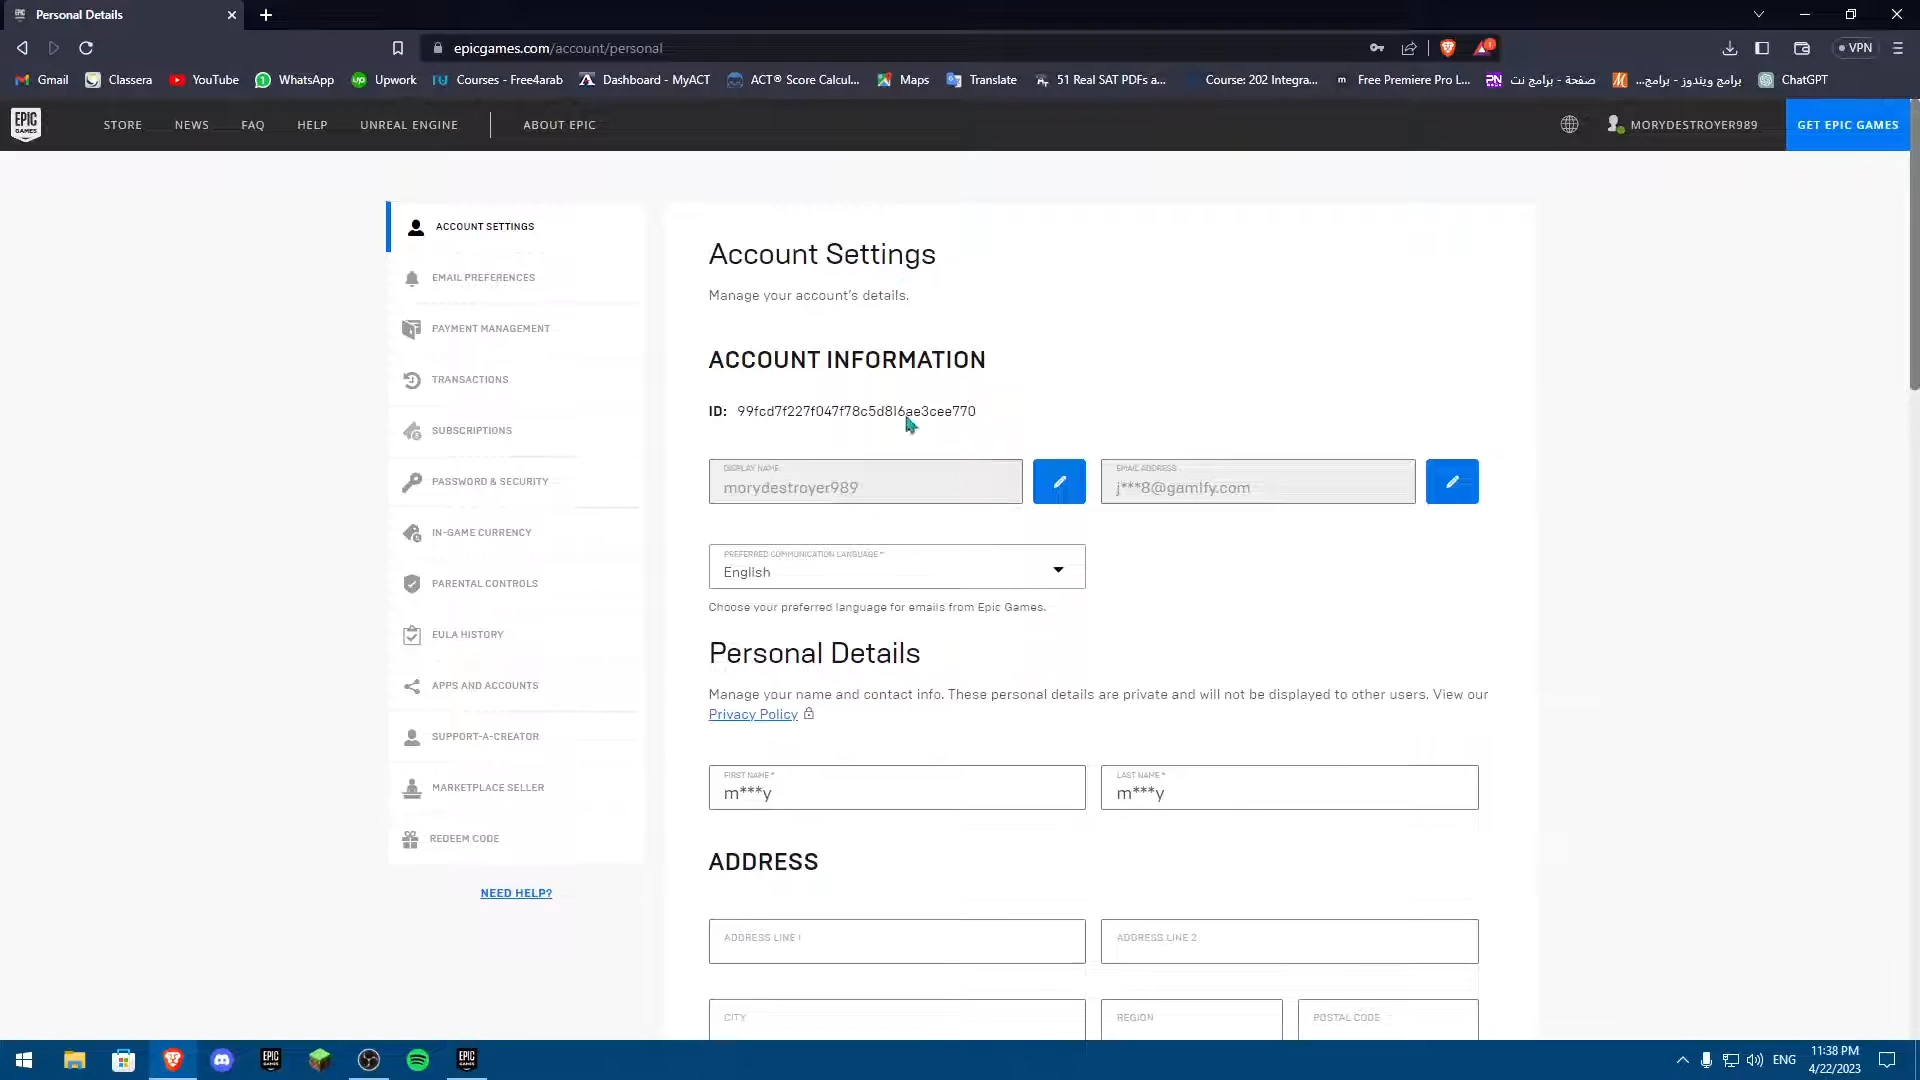 Personal Details
epicgames.com/account/personal
VPN
Gmail
Classera
YouTube
WhatsApp
Upwork
Courses - Free4arab
Dashboard - MyACT
ACT® Score Calcul...
Maps
Translate
51 Real SAT PDFs a...
Course: 202 Integra...
Free Premiere Pro L...
صفحة - برامج نت
برامج ويندوز - برامج...
ChatGPT
EPIC GAMES
STORE
NEWS
FAQ
HELP
UNREAL ENGINE
ABOUT EPIC
MORYDESTROYER989
GET EPIC GAMES
ACCOUNT SETTINGS
EMAIL PREFERENCES
PAYMENT MANAGEMENT
TRANSACTIONS
SUBSCRIPTIONS
PASSWORD & SECURITY
IN-GAME CURRENCY
PARENTAL CONTROLS
EULA HISTORY
APPS AND ACCOUNTS
SUPPORT-A-CREATOR
MARKETPLACE SELLER
REDEEM CODE
NEED HELP?
Account Settings
Manage your account's details.
ACCOUNT INFORMATION
ID: 99fcd7f227f047f78c5d816ae3cee770
DISPLAY NAME
morydestroyer989
EMAIL ADDRESS
j***8@gamlfy.com
PREFERRED COMMUNICATION LANGUAGE *
English
Choose your preferred language for emails from Epic Games.
Personal Details
Manage your name and contact info. These personal details are private and will not be displayed to other users. View our
Privacy Policy
FIRST NAME *
m***y
LAST NAME *
m***y
ADDRESS
ADDRESS LINE 1
ADDRESS LINE 2
CITY
REGION
POSTAL CODE
ENG
11:38 PM
4/22/2023